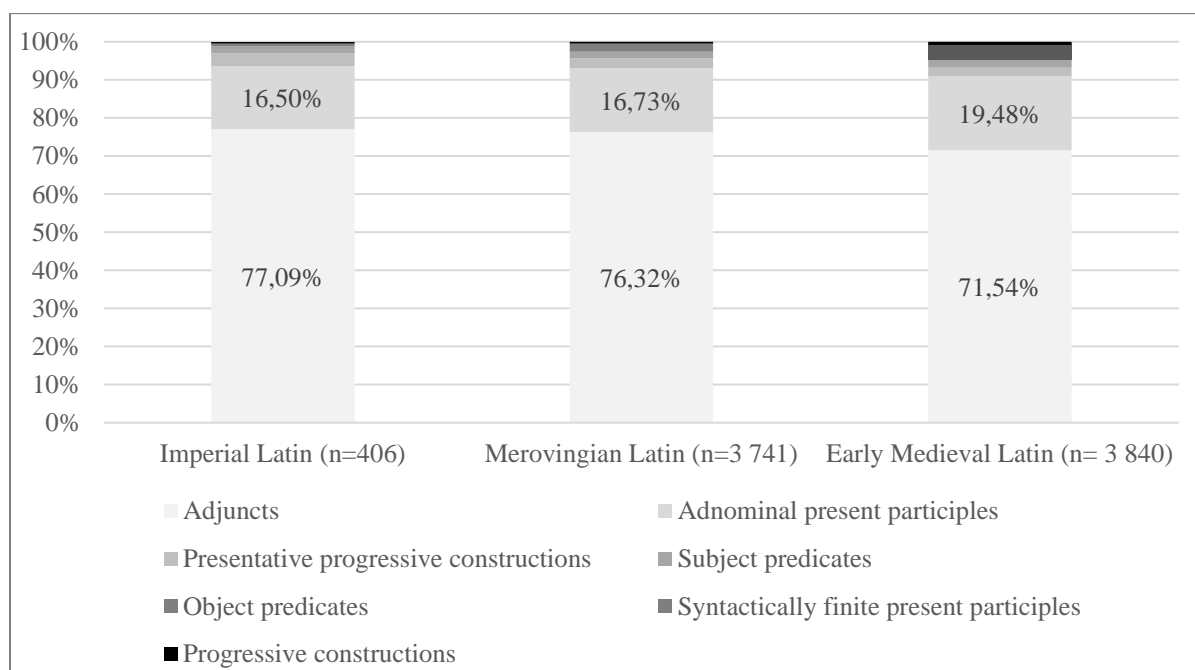 100%
90%
80%
70%
60%
50%
40%
30%
20%
10%
0%
16,50%
16,73%
19,48%
77,09%
76,32%
71,54%
Imperial Latin (n=406)
Merovingian Latin (n=3 741)
Early Medieval Latin (n= 3 840)
Adjuncts
Adnominal present participles
Presentative progressive constructions
Subject predicates
Object predicates
Syntactically finite present participles
Progressive constructions